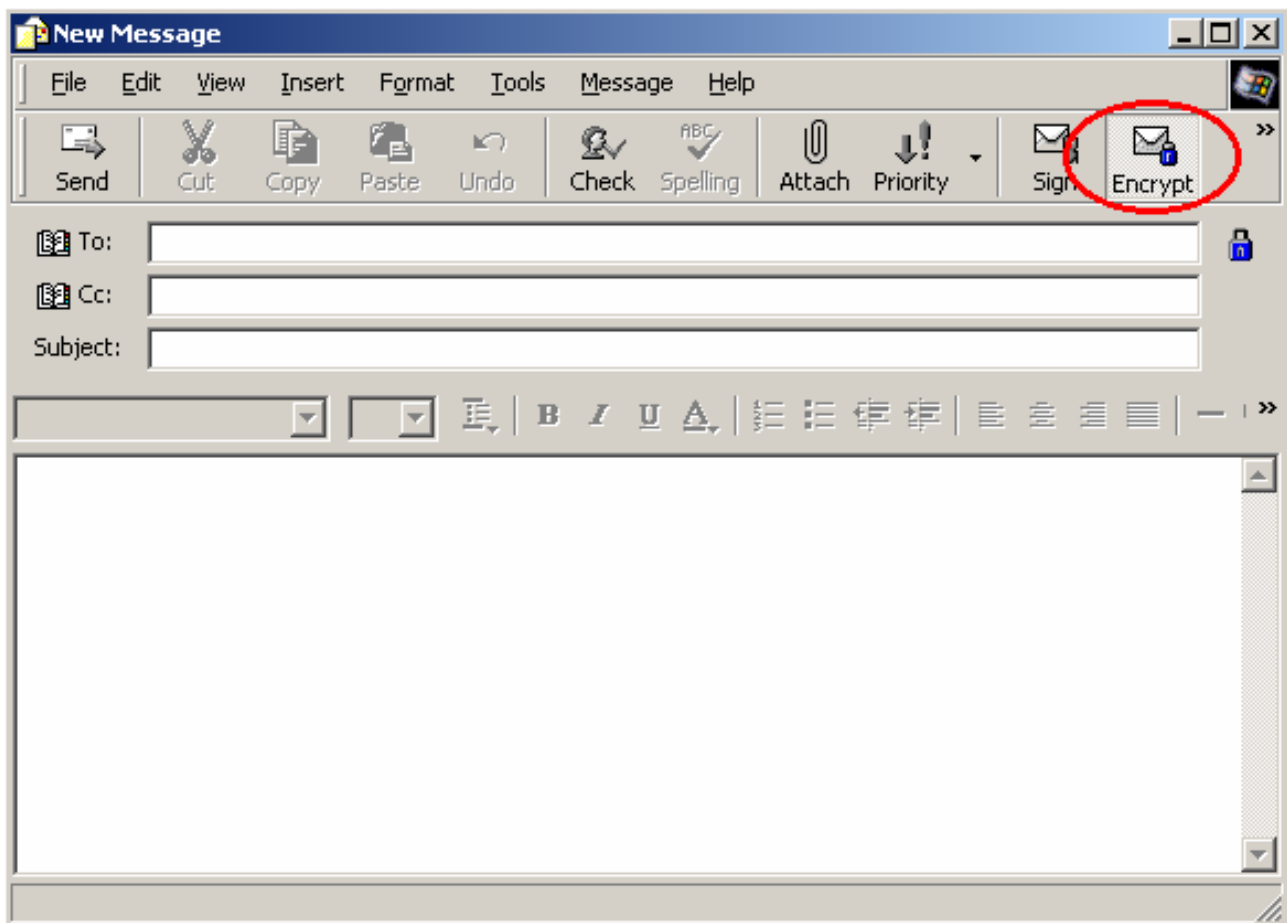 New Message
File Edit View Insert Format Tools Message Help
ABC
Send Cut Copy Paste Undo Check Spelling Attach Priority Sign Encrypt
To:
Cc:
Subject:
B I U A